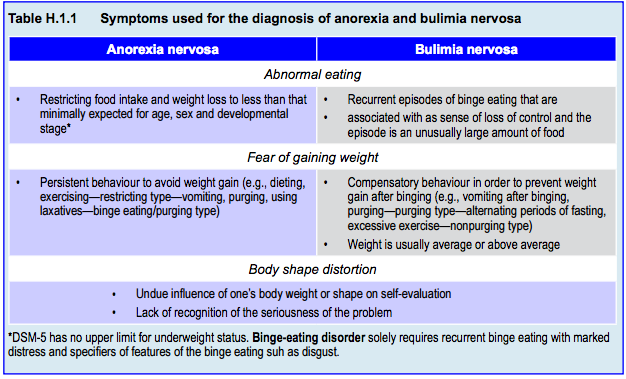 Table H.1.1 Symptoms used for the diagnosis of anorexia and bulimia nervosa
Anorexia nervosa
Bulimia nervosa
Abnormal eating
• Restricting food intake and weight loss to less than that
minimally expected for age, sex and developmental
stage*
• Recurrent episodes of binge eating that are
• associated with as sense of loss of control and the
episode is an unusually large amount of food
Fear of gaining weight
• Persistent behaviour to avoid weight gain (e.g., dieting,
exercising—restricting type—vomiting, purging, using
laxatives—binge eating/purging type)
• Compensatory behaviour in order to prevent weight
gain after binging (e.g., vomiting after binging,
purging—purging type—alternating periods of fasting,
excessive exercise—nonpurging type)
• Weight is usually average or above average
Body shape distortion
• Undue influence of one's body weight or shape on self-evaluation
• Lack of recognition of the seriousness of the problem
*DSM-5 has no upper limit for underweight status. Binge-eating disorder solely requires recurrent binge eating with marked
distress and specifiers of features of the binge eating suh as disgust.